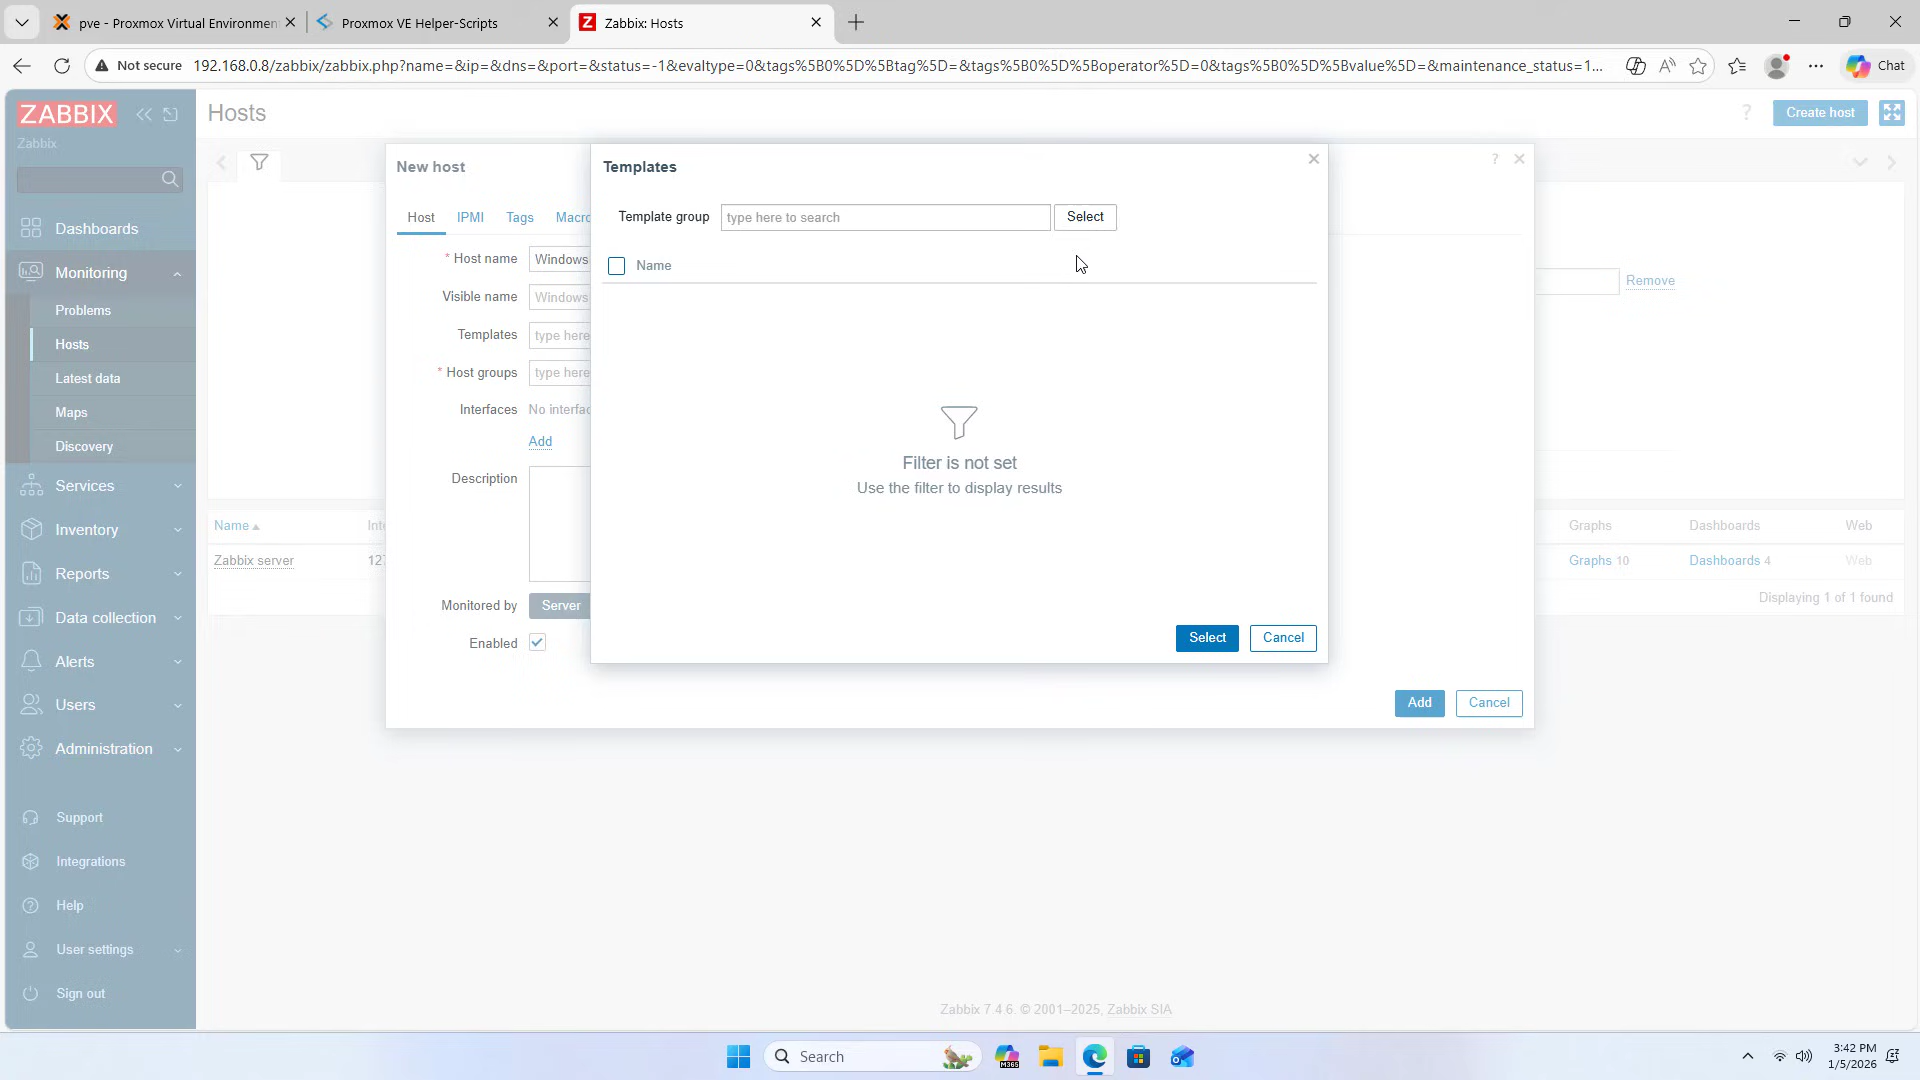 pve - Proxmox Virtual Environmen
Proxmox VE Helper-Scripts
Z Zabbix: Hosts
Not secure 192.168.0.8/zabbix/zabbix.php?name=&ip=&dns=&port=&status=-1&evaltype=0&tags%5B0%5D%5Btag%5D=&tags%5B0%5D%5Boperator%5D=0&tags%5B0%5D%5Bvalue%5D=&maintenance_status=1... Chat
ZABBIX
Zabbix
Dashboards
Monitoring
Problems
Hosts
Latest data
Maps
Discovery
Services
Inventory
Reports
Data collection
Alerts
Users
Administration
Support
Integrations
Help
User settings
Sign out
Hosts
? Create host
New host
? 
Host IPMI Tags Macro
* Host name Windows
Visible name Windows
Templates type here
* Host groups type here
Interfaces No interfac
Add
Description
Monitored by Server
Enabled
Add Cancel
Templates
Template group type here to search Select
Name
Filter is not set
Use the filter to display results
Select Cancel
Remove
Name Inte Graphs Dashboards Web
Zabbix server 127 Graphs 10 Dashboards 4 Web
Displaying 1 of 1 found
Zabbix 7.4.6. © 2001–2025, Zabbix SIA
Search
M365
3:42 PM
1/5/2026